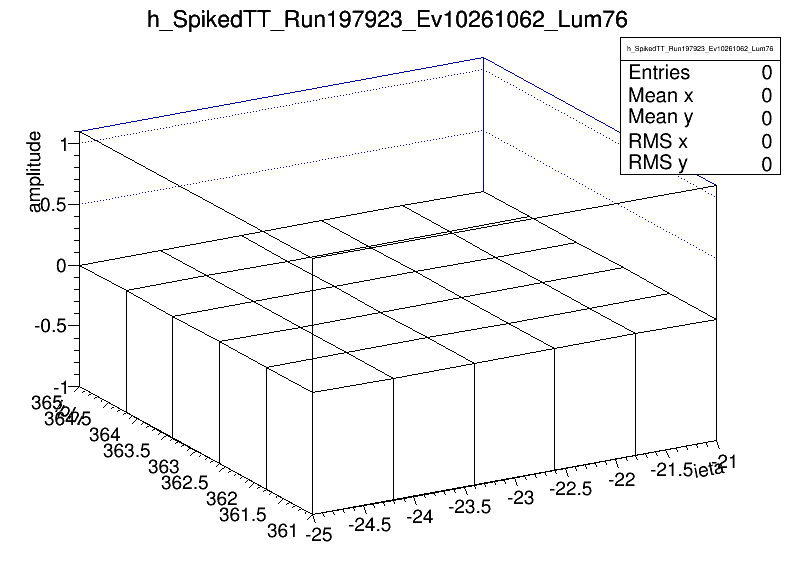 h_SpikedTT_Run197923_Ev10261062_Lum76
h_SpikedTT_Run197923_Ev10261062_Lum76
Entries 0
Mean x 0
Mean y 0
RMS x 0
RMS y 0
amplitude
1
0.5
0
-0.5
-1
365
364.5
364
363.5
363
362.5
362
361.5
361
-25
-24.5
-24
-23.5
-23
-22.5
-22
-21.5
-21
ieta